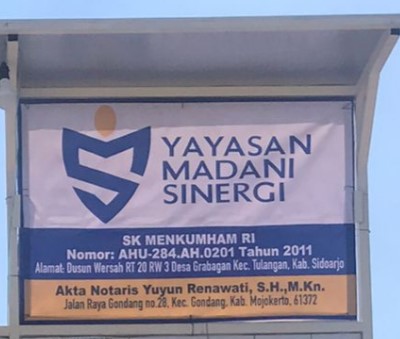 YAYASAN
MADANI
SINERGI
SK MENKUMHAM RI
Nomor: AHU-284.AH.0201 Tahun 2011
Alamat: Dusun Wersah RT 20 RW 3 Desa Grabagan Kec. Tulangan, Kab. Sidoarjo
Akta Notaris Yuyun Renawati, S.H.,M.Kn.
Jalan Raya Gondang no.28, Kec. Gondang, Kab. Mojokerto, 61372